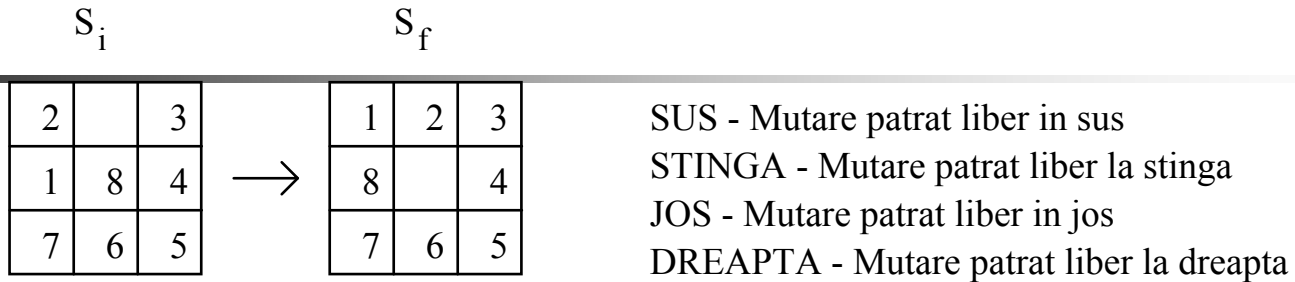 S i S f
2 3 1 2 3 SUS - Mutare patrat liber in sus
1 8 4 → 8 4 STINGA - Mutare patrat liber la stinga
7 6 5 7 6 5 JOS - Mutare patrat liber in jos
DREAPTA - Mutare patrat liber la dreapta